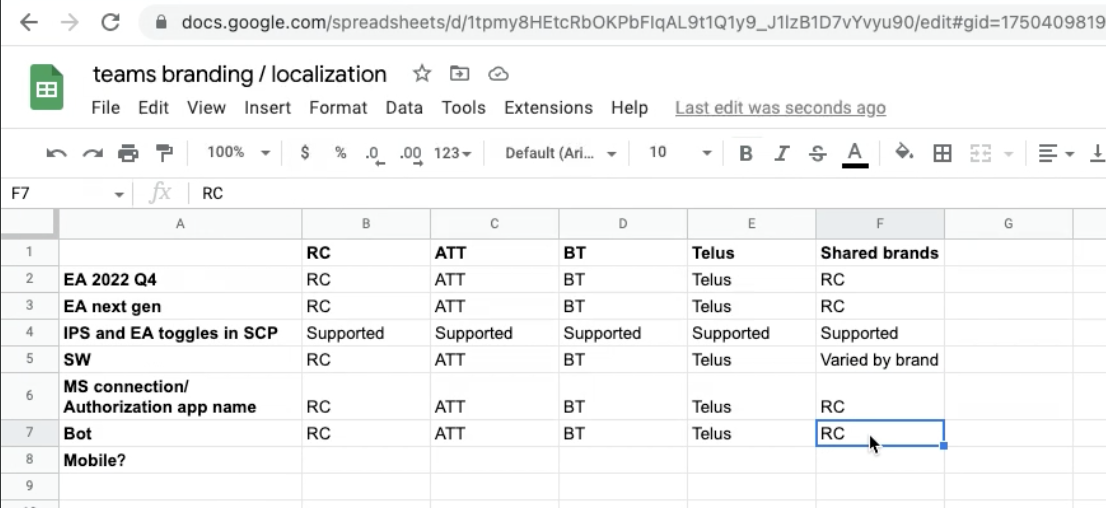 docs.google.com/spreadsheets/d/1tpmy8HEtcRbOKPbFIqAL9t1Q1y9_J1IzB1D7vYvyu90/edit#gid=1750409819
teams branding / localization
File Edit View Insert Format Data Tools Extensions Help Last edit was seconds ago
100% $ % .0 .00 123 Default (Ari... 10 B I S A
F7 fx RC
A B C D E F G
1 RC ATT BT Telus Shared brands
2 EA 2022 Q4 RC ATT BT Telus RC
3 EA next gen RC ATT BT Telus RC
4 IPS and EA toggles in SCP Supported Supported Supported Supported Supported
5 SW RC ATT BT Telus Varied by brand
MS connection/
6 Authorization app name RC ATT BT Telus RC
7 Bot RC ATT BT Telus RC
8 Mobile?
9